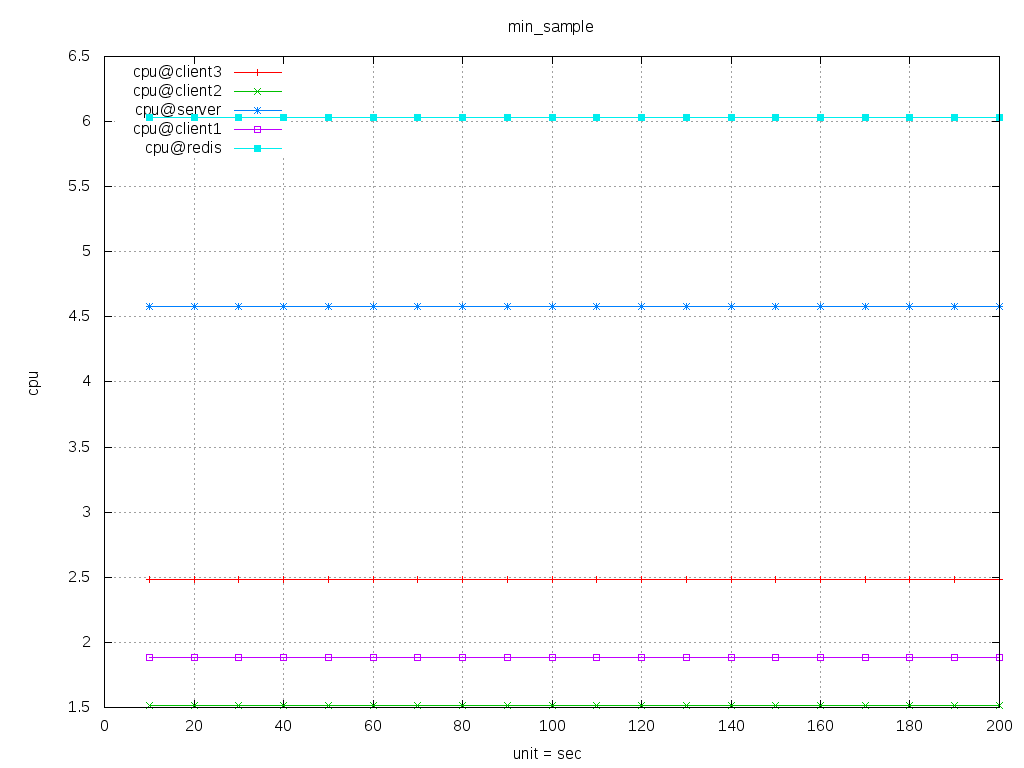 min_sample
cpu@client3
cpu@client2
cpu@server
cpu@client1
cpu@redis
6.5
6
5.5
5
4.5
4
3.5
3
2.5
2
1.5
cpu
0 20 40 60 80 100 120 140 160 180 200
unit = sec